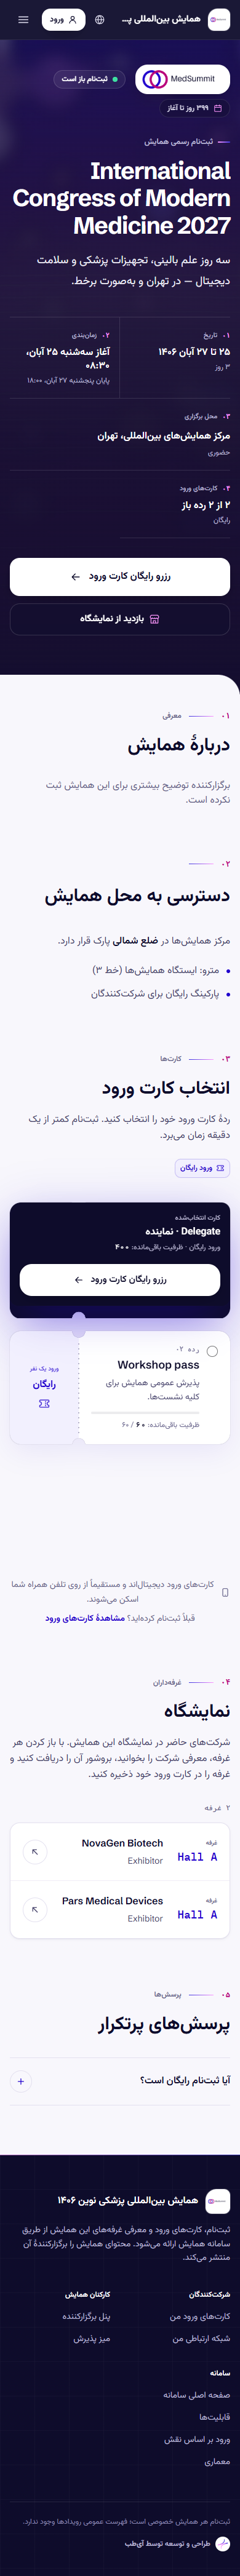 همایش بین‌المللی پ...
ورود
MedSummit
ثبت‌نام باز است
۳۹۹ روز تا آغاز
ثبت‌نام رسمی همایش
International
Congress of Modern
Medicine 2027
سه روز علم بالینی، تجهیزات پزشکی و سلامت
دیجیتال — در تهران و به‌صورت برخط.
۰۱ تاریخ
۲۵ تا ۲۷ آبان ۱۴۰۶
۳ روز
۰۲ زمان‌بندی
آغاز سه‌شنبه ۲۵ آبان،
۰۸:۳۰
پایان پنجشنبه ۲۷ آبان، ۱۸:۰۰
۰۳ محل برگزاری
مرکز همایش‌های بین‌المللی، تهران
حضوری
۰۴ کارت‌های ورود
۲ از ۲ رده باز
رایگان
رزرو رایگان کارت ورود
بازدید از نمایشگاه
۰۱ معرفی
دربارهٔ همایش
برگزارکننده توضیح بیشتری برای این همایش ثبت
نکرده است.
۰۲
دسترسی به محل همایش
مرکز همایش‌ها در ضلع شمالی پارک قرار دارد.
مترو: ایستگاه همایش‌ها (خط ۳)
پارکینگ رایگان برای شرکت‌کنندگان
۰۳ کارت‌ها
انتخاب کارت ورود
ردهٔ کارت ورود خود را انتخاب کنید. ثبت‌نام کمتر از یک
دقیقه زمان می‌برد.
ورود رایگان
کارت انتخاب‌شده
Delegate · نماینده
ورود رایگان · ظرفیت باقی‌مانده: ۴۰۰
رزرو رایگان کارت ورود
رده ۰۲
Workshop pass
پذیرش عمومی همایش برای
کلیه نشست‌ها.
ظرفیت باقی‌مانده: ۶۰ / ۶۰
ورود یک نفر
رایگان
کارت‌های ورود دیجیتال‌اند و مستقیماً از روی تلفن همراه شما
اسکن می‌شوند.
قبلاً ثبت‌نام کرده‌اید؟ مشاهدهٔ کارت‌های ورود
۰۴ غرفه‌داران
نمایشگاه
شرکت‌های حاضر در نمایشگاه این همایش. با باز کردن هر
غرفه، معرفی شرکت را بخوانید، بروشور آن را دریافت کنید و
آن را در کارت ورود خود ذخیره کنید.
۲ غرفه
غرفه
Hall A
NovaGen Biotech
Exhibitor
غرفه
Hall A
Pars Medical Devices
Exhibitor
۰۵ پرسش‌ها
پرسش‌های پرتکرار
آیا ثبت‌نام رایگان است؟
همایش بین‌المللی پزشکی نوین ۱۴۰۶
ثبت‌نام، کارت‌های ورود و معرفی غرفه‌های این همایش از طریق
سامانه همایش ارائه می‌شود. محتوای همایش را برگزارکنندهٔ آن
منتشر می‌کند.
شرکت‌کنندگان
کارت‌های ورود من
شبکه ارتباطی من
کارکنان همایش
پنل برگزارکننده
میز پذیرش
سامانه
صفحه اصلی سامانه
قابلیت‌ها
ورود بر اساس نقش
معماری
ثبت‌نام هر همایش خصوصی است؛ فهرست عمومی رویدادها وجود ندارد.
طراحی و توسعه توسط آی‌طب